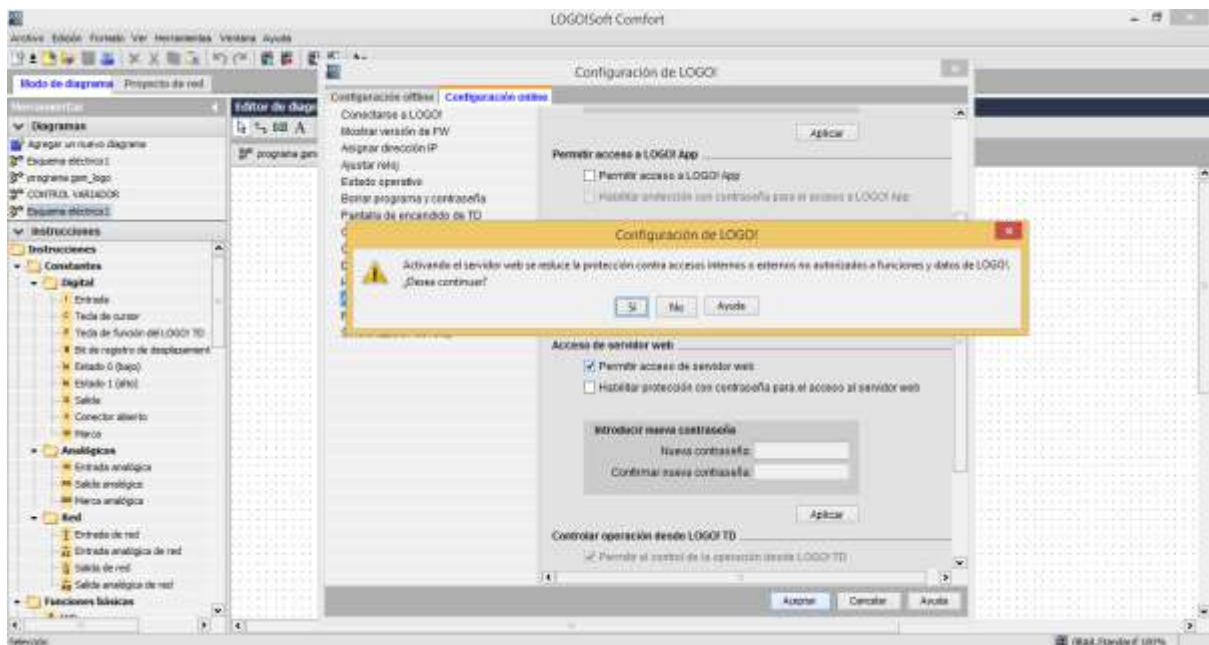 LOGO!Soft Comfort
Archivo Edición Formato Ver Herramientas Ventana Ayuda
Modo de diagrama Proyecto de red
Herramientas
Diagramas
Agregar un nuevo diagrama
Esquema eléctrico1
programa gsm_logo
CONTROL VARIADOR
Esquema eléctrico1
Instrucciones
Instrucciones
Constantes
Digital
Entrada
Tecla de cursor
Tecla de función del LOGO! TD
Bit de registro de desplazamiento
Estado 0 (bajo)
Estado 1 (alto)
Salida
Conector abierto
Marca
Analógicos
Entrada analógica
Salida analógica
Marca analógica
Red
Entrada de red
Entrada analógica de red
Salida de red
Salida analógica de red
Funciones básicas
Selección
Editor de diagr
programa gsm
Configuración de LOGO!
Configuración offline Configuración online
Conectarse a LOGO!
Mostrar versión de FW
Asignar dirección IP
Ajustar reloj
Estado operativo
Borrar programa y contraseña
Pantalla de encendido de TD
Aplicar
Permitir acceso a LOGO! App
Permitir acceso a LOGO! App
Habilitar protección con contraseña para el acceso a LOGO! App
Configuración de LOGO!
Activando el servidor web se reduce la protección contra accesos internos o externos no autorizados a funciones y datos de LOGO!.
¿Desea continuar?
Sí No Ayuda
Acceso de servidor web
Permitir acceso de servidor web
Habilitar protección con contraseña para el acceso al servidor web
Introducir nueva contraseña
Nueva contraseña:
Confirmar nueva contraseña:
Aplicar
Controlar operación desde LOGO! TD
Permitir el control de la operación desde LOGO! TD
Aceptar Cancelar Ayuda